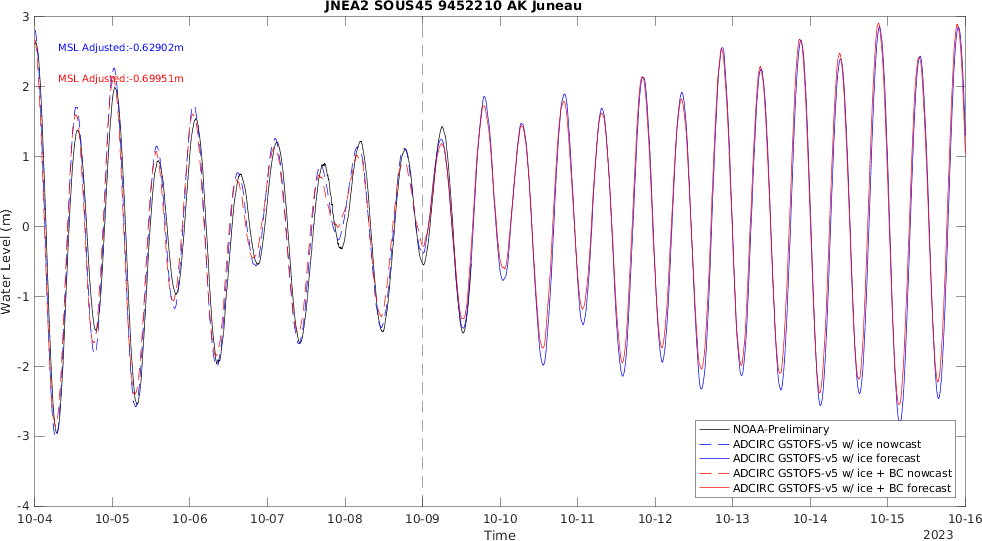 JNEA2 SOUS45 9452210 AK Juneau
MSL Adjusted:-0.62902m
MSL Adjusted:-0.69951m
Water Level (m)
3
2
1
0
-1
-2
-3
-4
NOAA-Preliminary
ADCIRC GSTOFS-v5 w/ ice nowcast
ADCIRC GSTOFS-v5 w/ ice forecast
ADCIRC GSTOFS-v5 w/ ice + BC nowcast
ADCIRC GSTOFS-v5 w/ ice + BC forecast
10-04 10-05 10-06 10-07 10-08 10-09 10-10 10-11 10-12 10-13 10-14 10-15 10-16
Time
2023